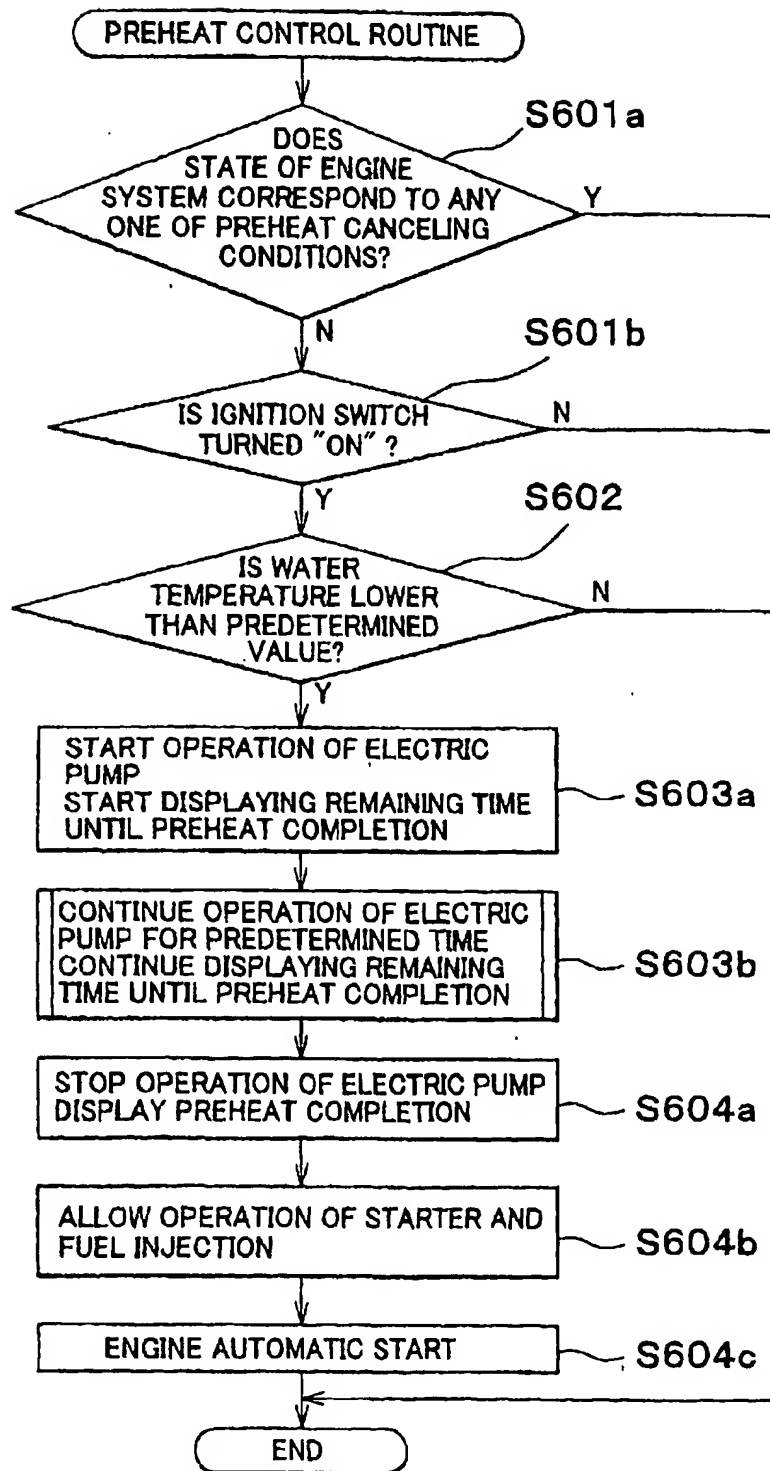 PREHEAT CONTROL ROUTINE
S601a
DOES
STATE OF ENGINE
SYSTEM CORRESPOND TO ANY
ONE OF PREHEAT CANCELING
CONDITIONS?
Y
N
S601b
IS IGNITION SWITCH
TURNED "ON" ?
N
Y
S602
IS WATER
TEMPERATURE LOWER
THAN PREDETERMINED
VALUE?
N
Y
START OPERATION OF ELECTRIC
PUMP
START DISPLAYING REMAINING TIME
UNTIL PREHEAT COMPLETION
S603a
CONTINUE OPERATION OF ELECTRIC
PUMP FOR PREDETERMINED TIME
CONTINUE DISPLAYING REMAINING
TIME UNTIL PREHEAT COMPLETION
S603b
STOP OPERATION OF ELECTRIC PUMP
DISPLAY PREHEAT COMPLETION
S604a
ALLOW OPERATION OF STARTER AND
FUEL INJECTION
S604b
ENGINE AUTOMATIC START
S604c
END